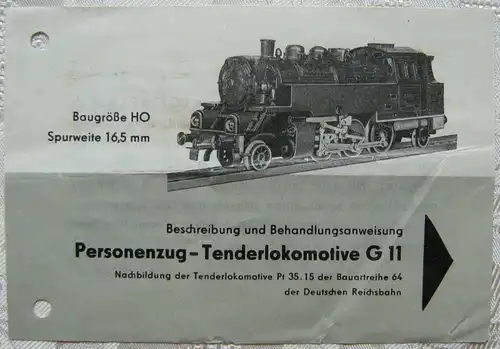 Baugröße HO
Spurweite 16,5 mm
Beschreibung und Behandlungsanweisung
Personenzug-Tenderlokomotive G 11
Nachbildung der Tenderlokomotive Pt 35.15 der Bauartreihe 64
der Deutschen Reichsbahn